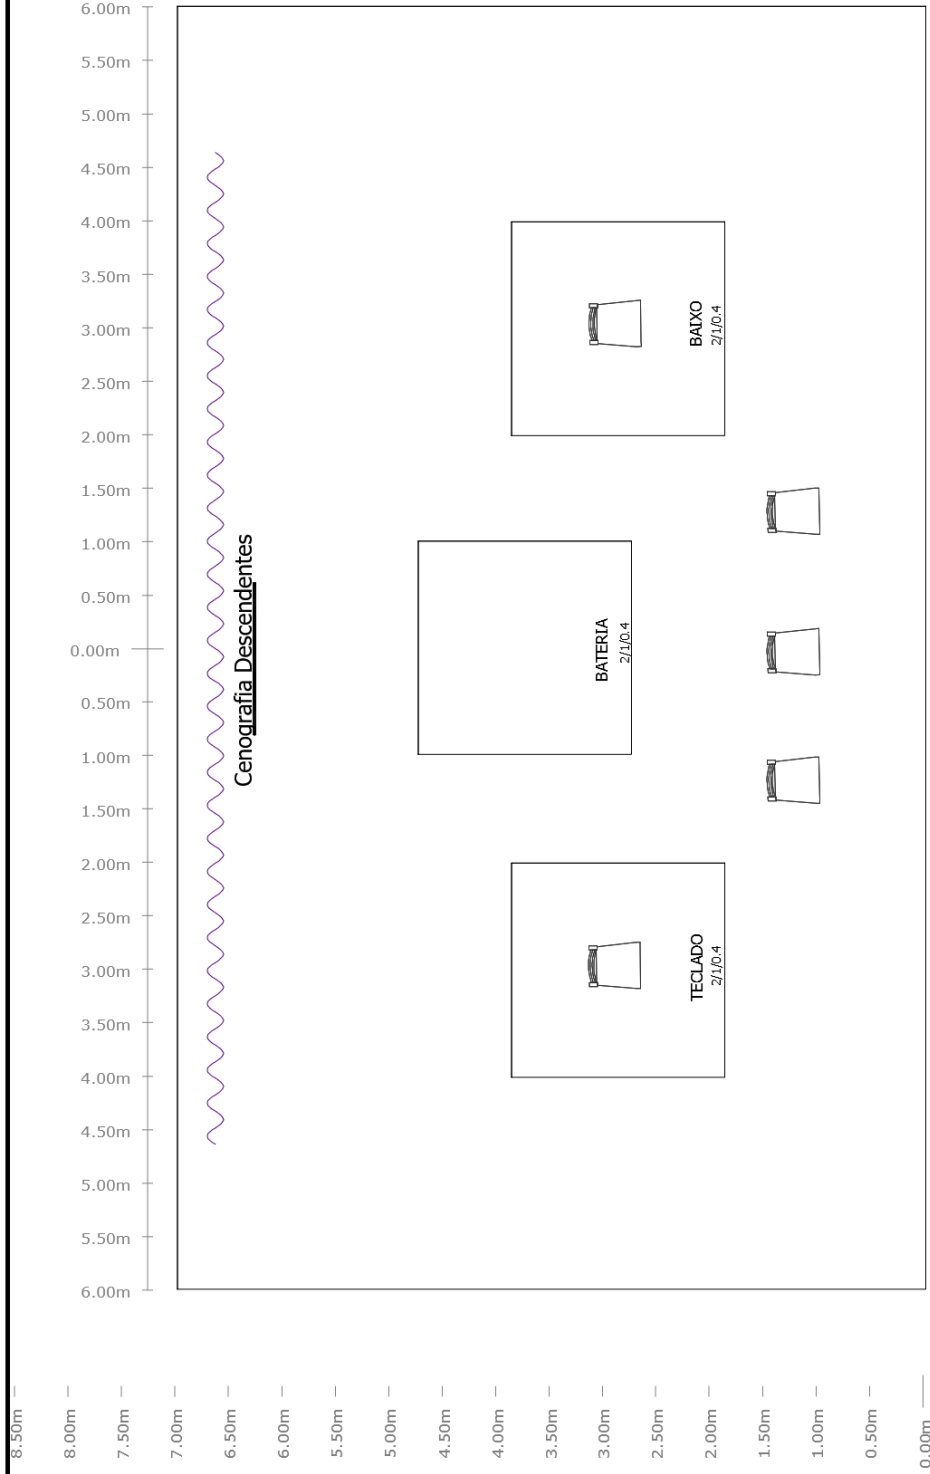 6.00m
5.50m
5.00m
4.50m
4.00m
3.50m
3.00m
2.50m
2.00m
1.50m
1.00m
0.50m
0.00m
0.50m
1.00m
1.50m
2.00m
2.50m
3.00m
3.50m
4.00m
4.50m
5.00m
5.50m
6.00m
Cenografia Descendentes
BAIXO
2/1/0.4
BATERIA
2/1/0.4
TECLADO
2/1/0.4
8.50m
8.00m
7.50m
7.00m
6.50m
6.00m
5.50m
5.00m
4.50m
4.00m
3.50m
3.00m
2.50m
2.00m
1.50m
1.00m
0.50m
0.00m